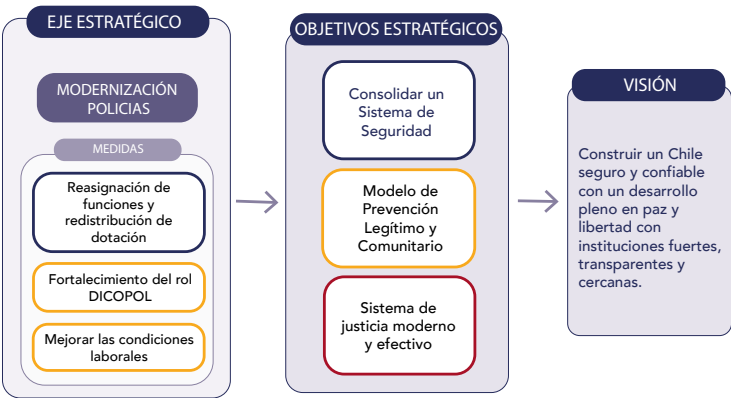 EJE ESTRATÉGICO
MODERNIZACIÓN
POLICIAS
MEDIDAS
Reasignación de
funciones y
redistribución de
dotación
Fortalecimiento del rol
DICOPOL
Mejorar las condiciones
laborales
OBJETIVOS ESTRATÉGICOS
Consolidar un
Sistema de
Seguridad
Modelo de
Prevención
Legítimo y
Comunitario
Sistema de
justicia moderno
y efectivo
VISIÓN
Construir un Chile
seguro y confiable
con un desarrollo
pleno en paz y
libertad con
instituciones fuertes,
transparentes y
cercanas.